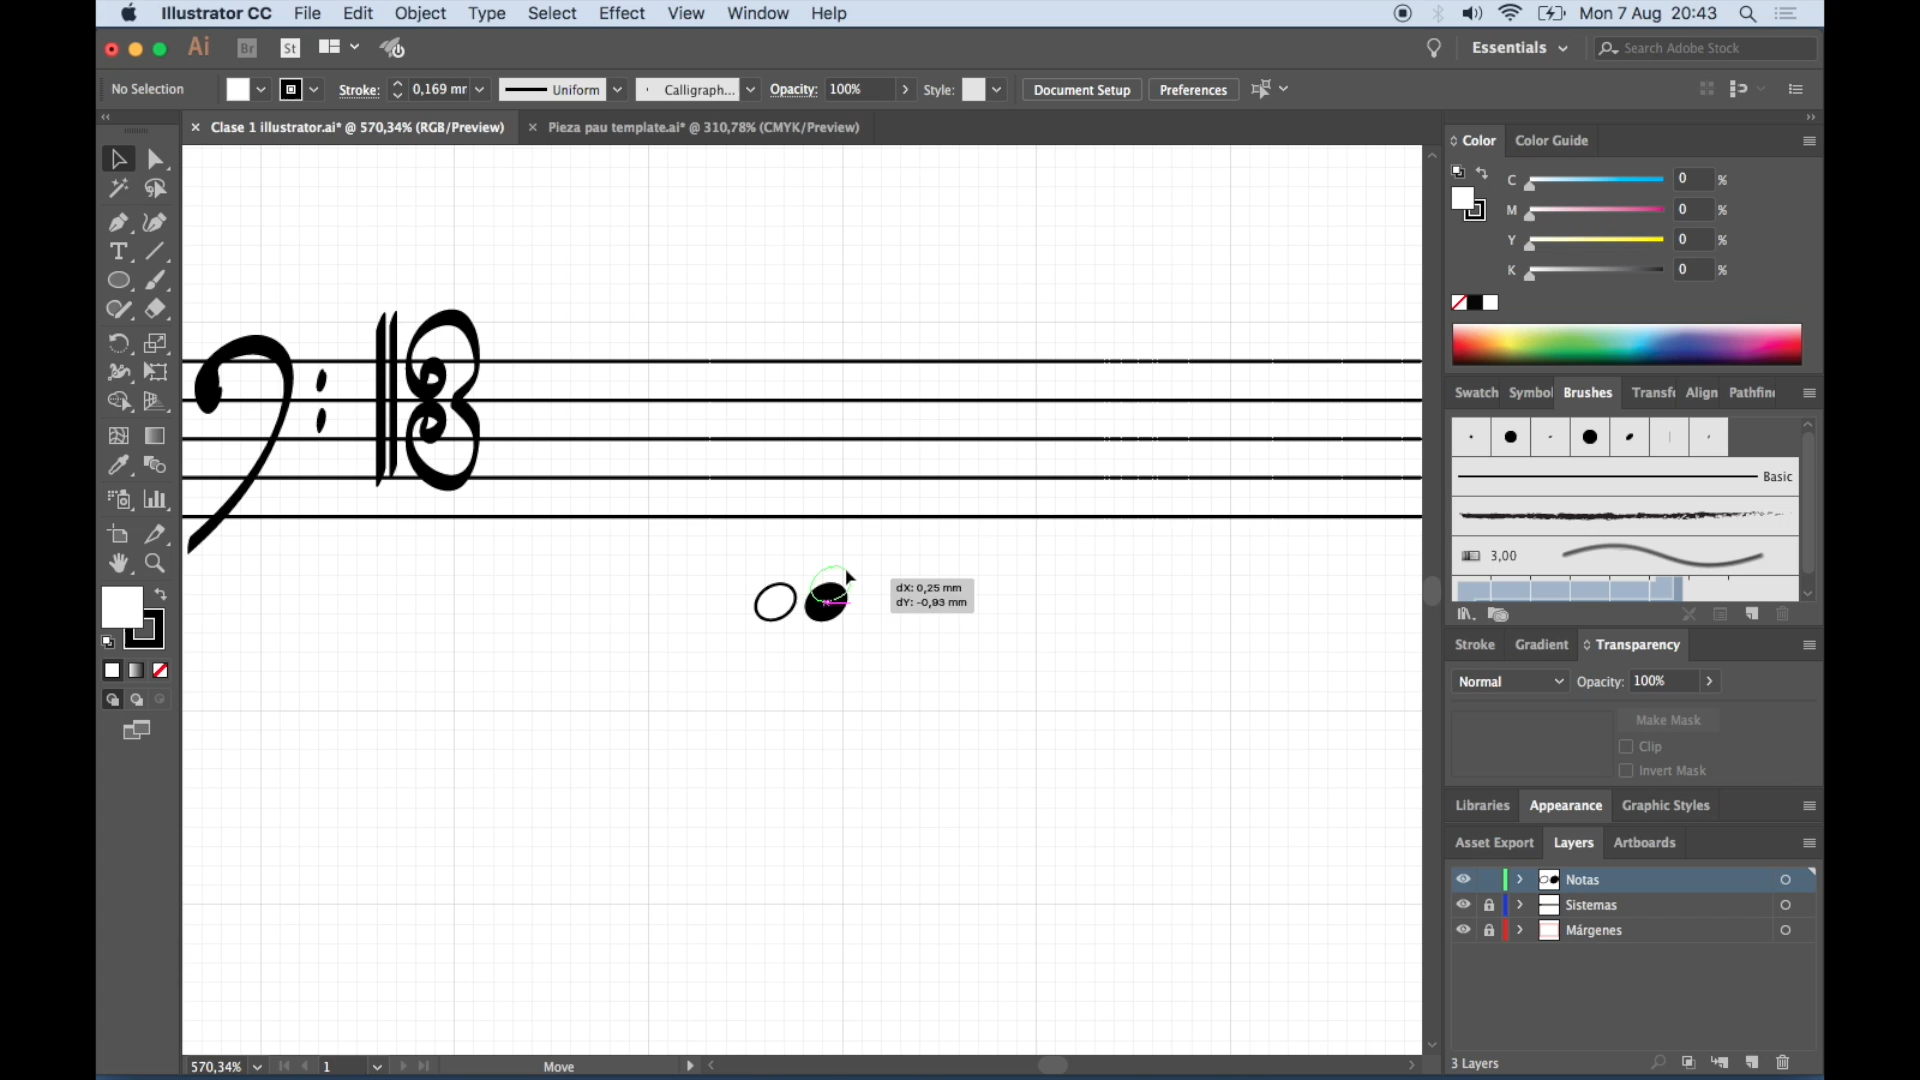 Illustrator CC File Edit Object Type Select Effect View Window Help Mon 7 Aug 20:43
Ai Br St Essentials Search Adobe Stock
No Selection Stroke: 0,169 mr Uniform Calligraph... Opacity: 100% Style: Document Setup Preferences
Clase 1 illustrator.ai* @ 570,34% (RGB/Preview) Pieza pau template.ai* @ 310,78% (CMYK/Preview)
Color Color Guide
C 0 %
M 0 %
Y 0 %
K 0 %
Swatch Symbol Brushes Transf Align Pathfin
Basic
3,00
dX: 0,25 mm
dY: -0,93 mm
Stroke Gradient Transparency
Normal Opacity: 100%
Make Mask
Clip
Invert Mask
Libraries Appearance Graphic Styles
Asset Export Layers Artboards
Notas
Sistemas
Márgenes
3 Layers
570,34% 1 Move